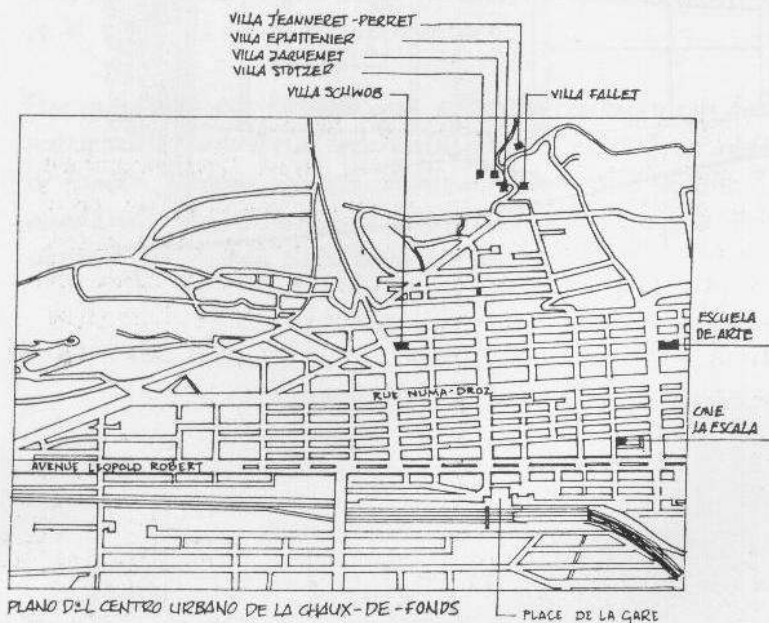 VILLA JEANNERET-PERRET
VILLA EPLATTENIER
VILLA JAQUEMET
VILLA STOTZER
VILLA SCHWOB
VILLA FALLET
ESCUELA
DE ARTE
RUE NUMA-DROZ
CINE
LA ESCALA
AVENUE LEOPOLD ROBERT
PLANO DEL CENTRO URBANO DE LA CHAUX-DE-FONDS
PLACE DE LA GARE